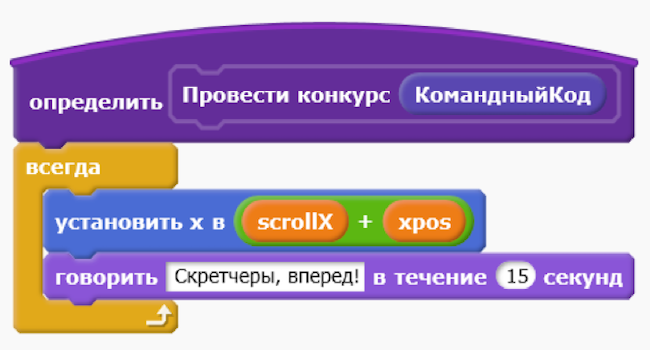 определить Провести конкурс КомандныйКод
всегда
установить x в scrollX + xpos
говорить Скретчеры, вперед! в течение 15 секунд